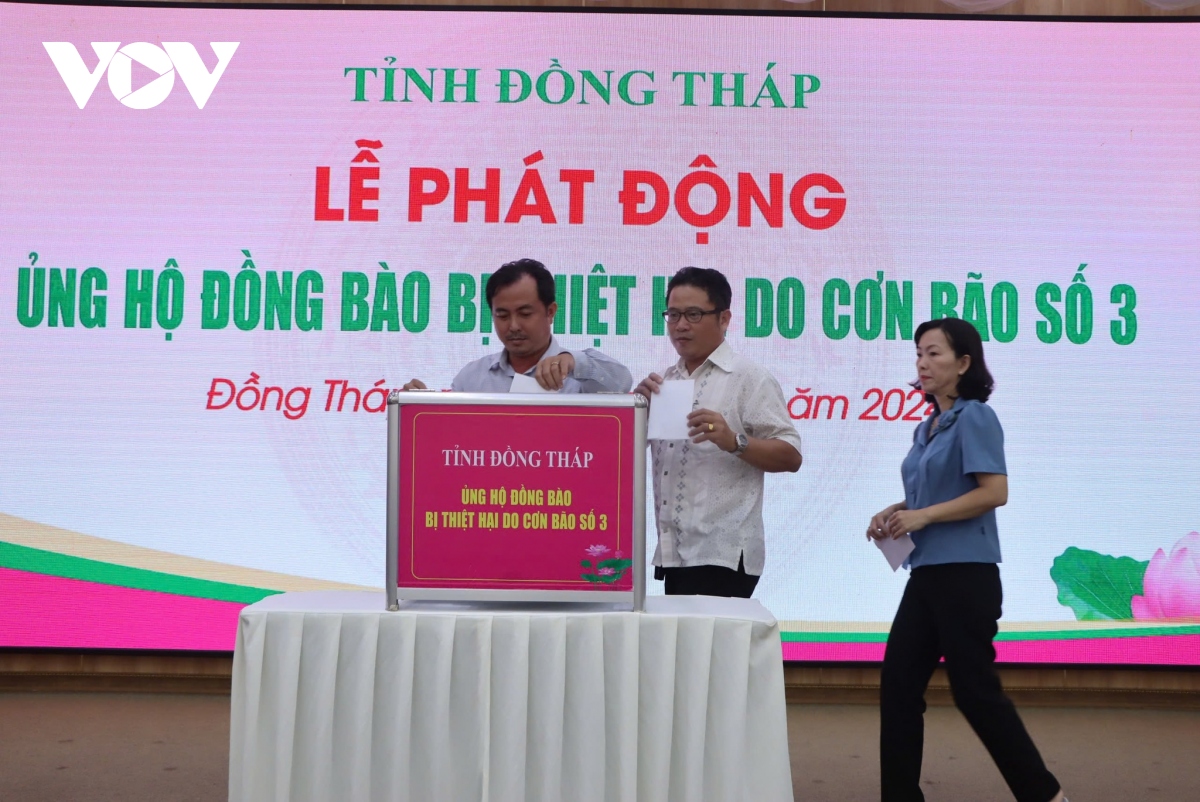 VOV
TỈNH ĐỒNG THÁP
LỄ PHÁT ĐỘNG
ỦNG HỘ ĐỒNG BÀO BỊ THIỆT HẠI DO CƠN BÃO SỐ 3
Đồng Tháp năm 2024
TỈNH ĐỒNG THÁP
ỦNG HỘ ĐỒNG BÀO
BỊ THIỆT HẠI DO CƠN BÃO SỐ 3